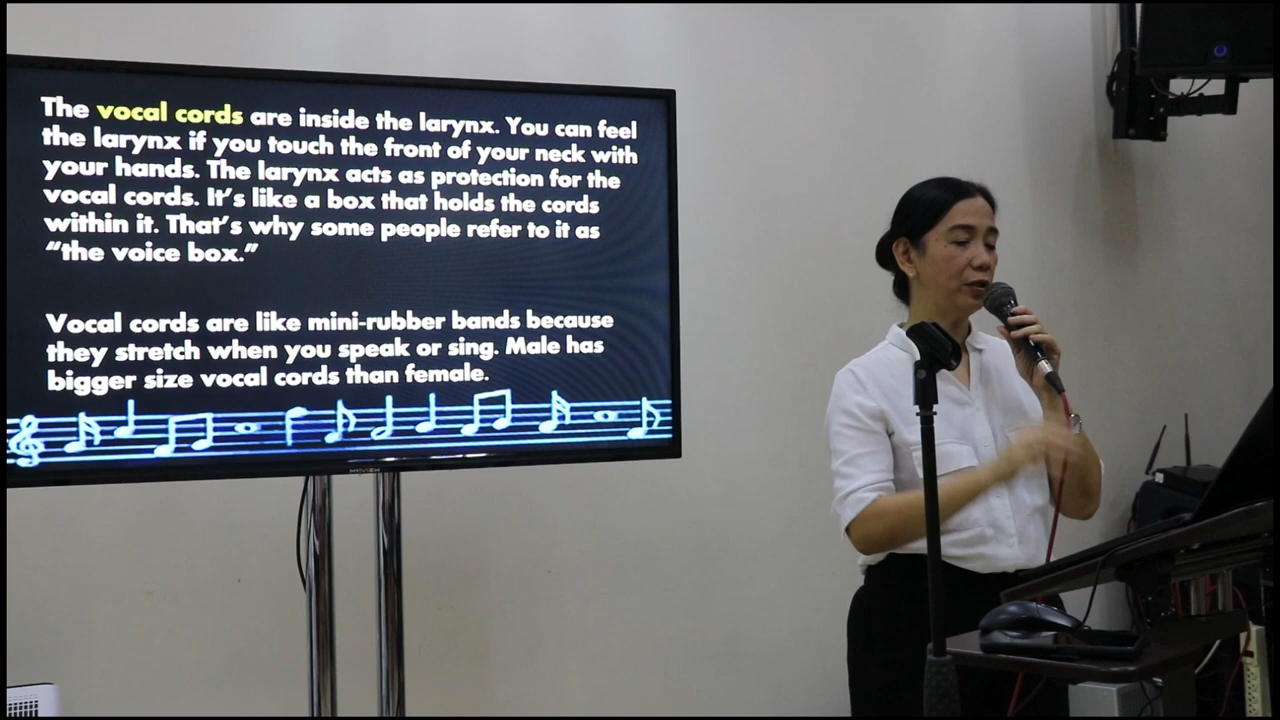 The vocal cords are inside the larynx. You can feel
the larynx if you touch the front of your neck with
your hands. The larynx acts as protection for the
vocal cords. It's like a box that holds the cords
within it. That's why some people refer to it as
“the voice box.”
Vocal cords are like mini-rubber bands because
they stretch when you speak or sing. Male has
bigger size vocal cords than female.